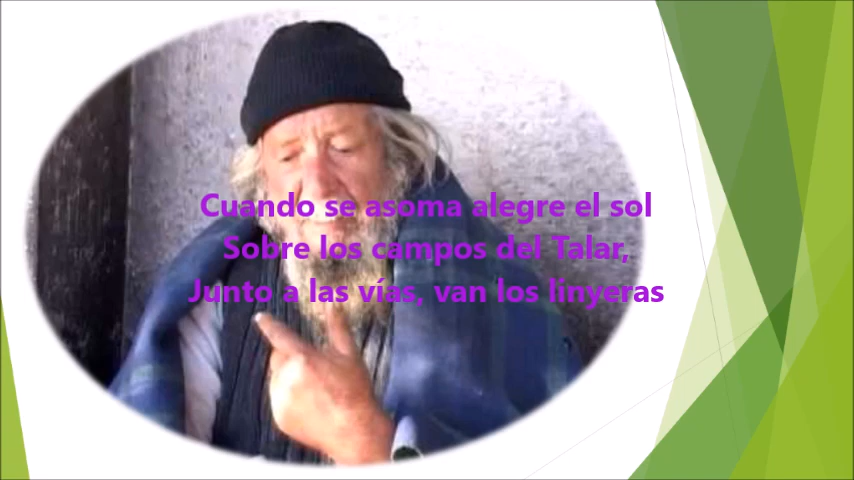 Cuando se asoma alegre el sol
Sobre los campos del Talar,
Junto a las vías, van los linyeras